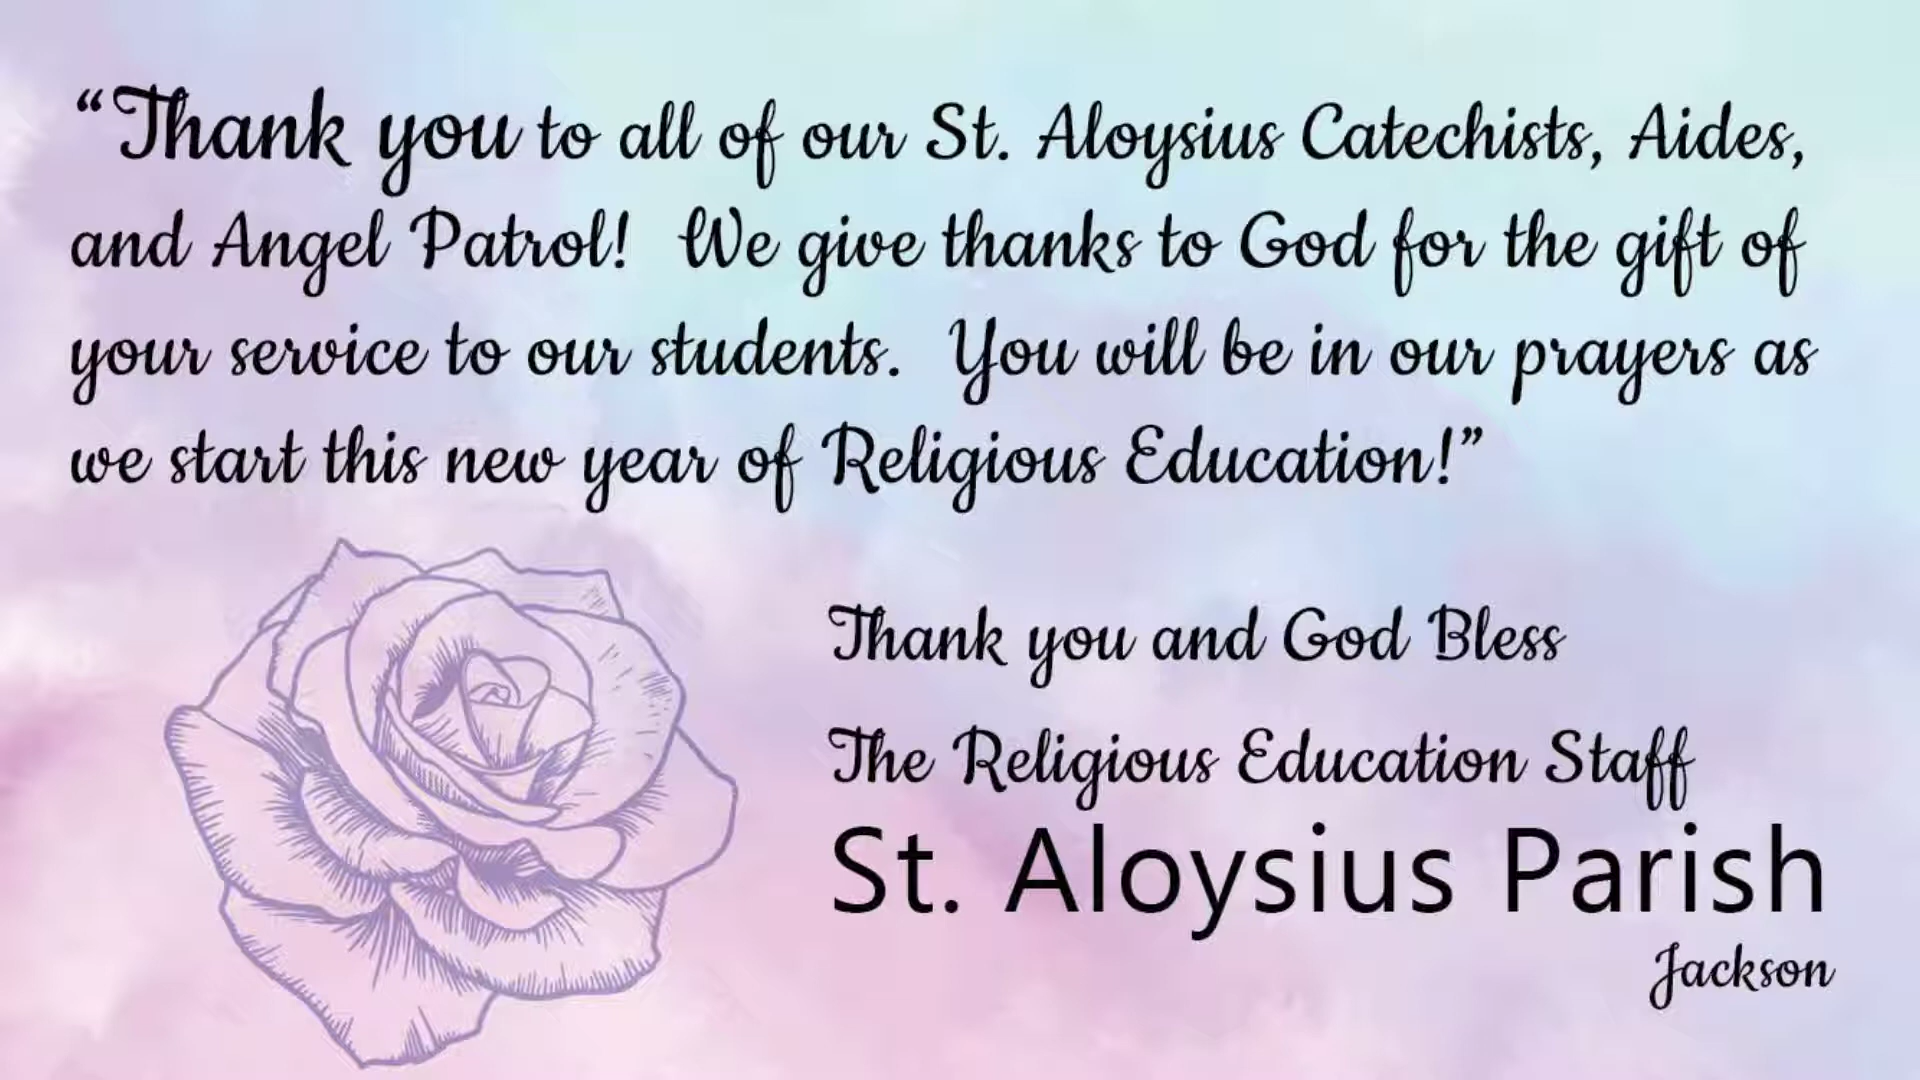 “Thank you to all of our St. Aloysius Catechists, Aides,
and Angel Patrol!  We give thanks to God for the gift of
your service to our students.  You will be in our prayers as
we start this new year of Religious Education!”
Thank you and God Bless
The Religious Education Staff
St. Aloysius Parish
Jackson